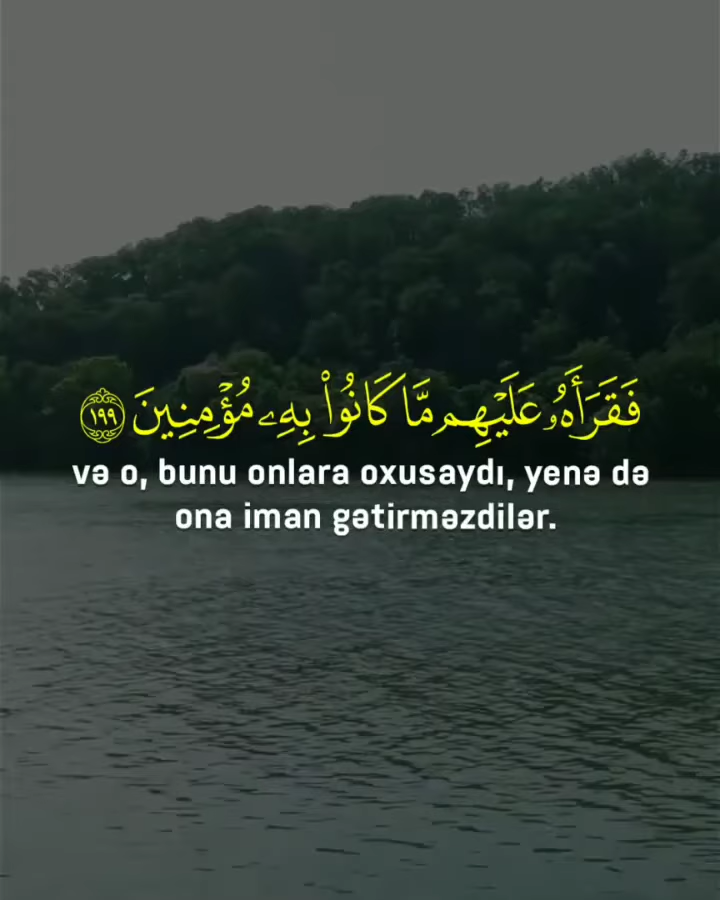 فَقَرَأَهُۥ عَلَيْهِم مَّا كَانُوا۟ بِهِۦ مُؤْمِنِينَ ١٩٩
və o, bunu onlara oxusaydı, yenə də
ona iman gətirməzdilər.